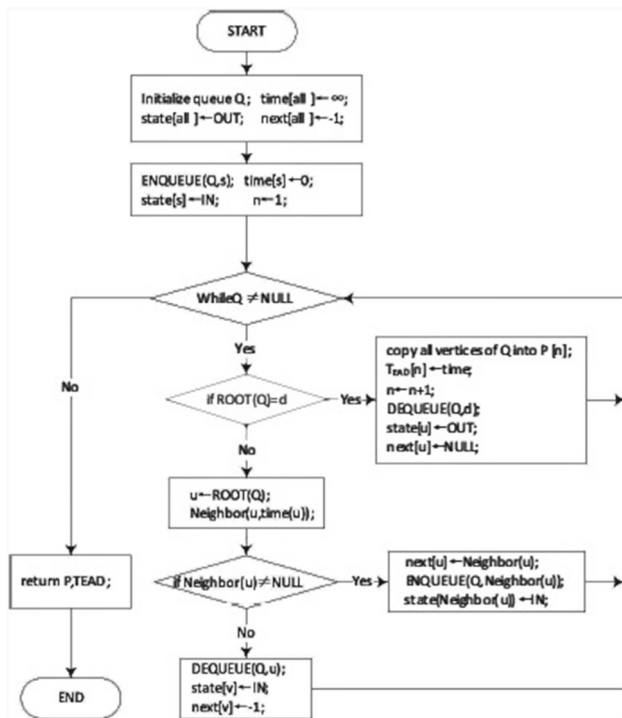 START
Initialize queue Q; time[all ]←∞;
state[all ]←OUT; next[all ]←-1;
ENQUEUE(Q,s); time[s]←0;
state[s]←IN; n←1;
WhileQ ≠NULL
Yes
No
if ROOT(Q)=d
Yes
copy all vertices of Q into P [n];
TEAD[n]←time;
n←n+1;
DEQUEUE(Q,d);
state[u]←OUT;
next[u]←NULL;
No
u←ROOT(Q);
Neighbor(u,time(u));
return P,TEAD;
if Neighbor(u)≠NULL
Yes
next[u]←Neighbor(u);
ENQUEUE(Q,Neighbor(u));
state(Neighbor(u)) ←IN;
No
DEQUEUE(Q,u);
state[v]←IN;
next[v]←-1;
END